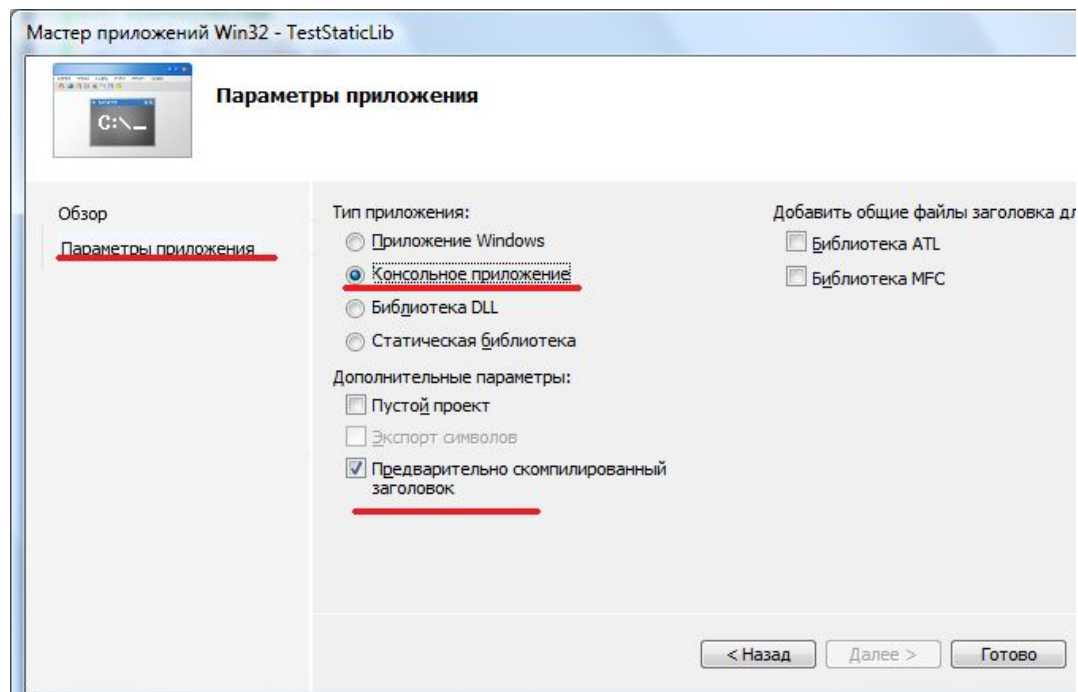 Мастер приложений Win32 - TestStaticLib
C:\_
Параметры приложения
Обзор
Параметры приложения
Тип приложения:
Приложение Windows
Консольное приложение
Библиотека DLL
Статическая библиотека
Дополнительные параметры:
Пустой проект
Экспорт символов
Предварительно скомпилированный
заголовок
Добавить общие файлы заголовка дл
Библиотека ATL
Библиотека MFC
< Назад
Далее >
Готово